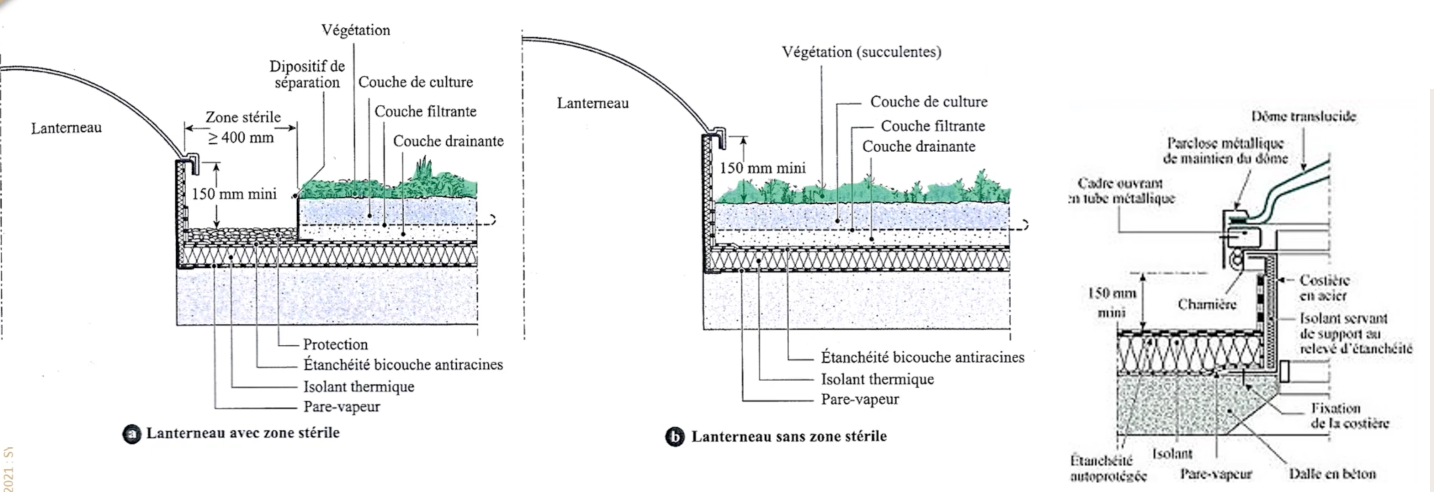 Végétation
Dipositif de
séparation
Couche de culture
Couche filtrante
Couche drainante
Zone stérile
≥ 400 mm
Lanterneau
150 mm mini
Protection
Étanchéité bicouche antiracines
Isolant thermique
Pare-vapeur
a Lanterneau avec zone stérile
Végétation (succulentes)
Lanterneau
Couche de culture
Couche filtrante
Couche drainante
150 mm mini
Étanchéité bicouche antiracines
Isolant thermique
Pare-vapeur
b Lanterneau sans zone stérile
Dôme translucide
Parclose métallique
de maintien du dôme
Cadre ouvrant
en tube métallique
150 mm
mini
Charnière
Costière
en acier
Isolant servant
de support au
relevé d'étanchéité
Fixation
de la costière
Étanchéité
autoprotégée
Isolant
Pare-vapeur
Dalle en béton
2021 : SY